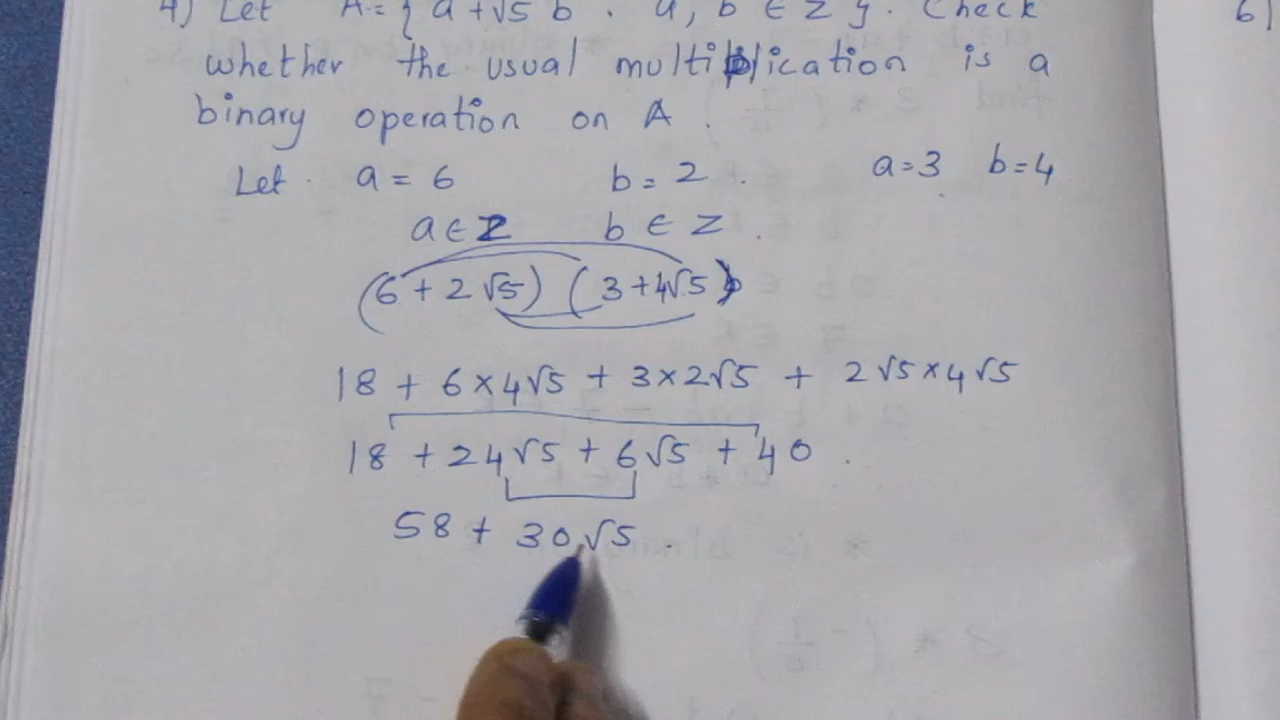 4) Let A = { a + √5 b : a, b ∈ Z }. Check
whether the usual multiplication is a
binary operation on A.
Let a = 6 b = 2. a = 3 b = 4
a ∈ Z b ∈ Z.
(6 + 2√5) (3 + 4√5)
18 + 6 × 4√5 + 3 × 2√5 + 2√5 × 4√5
18 + 24√5 + 6√5 + 40.
58 + 30√5.
6)